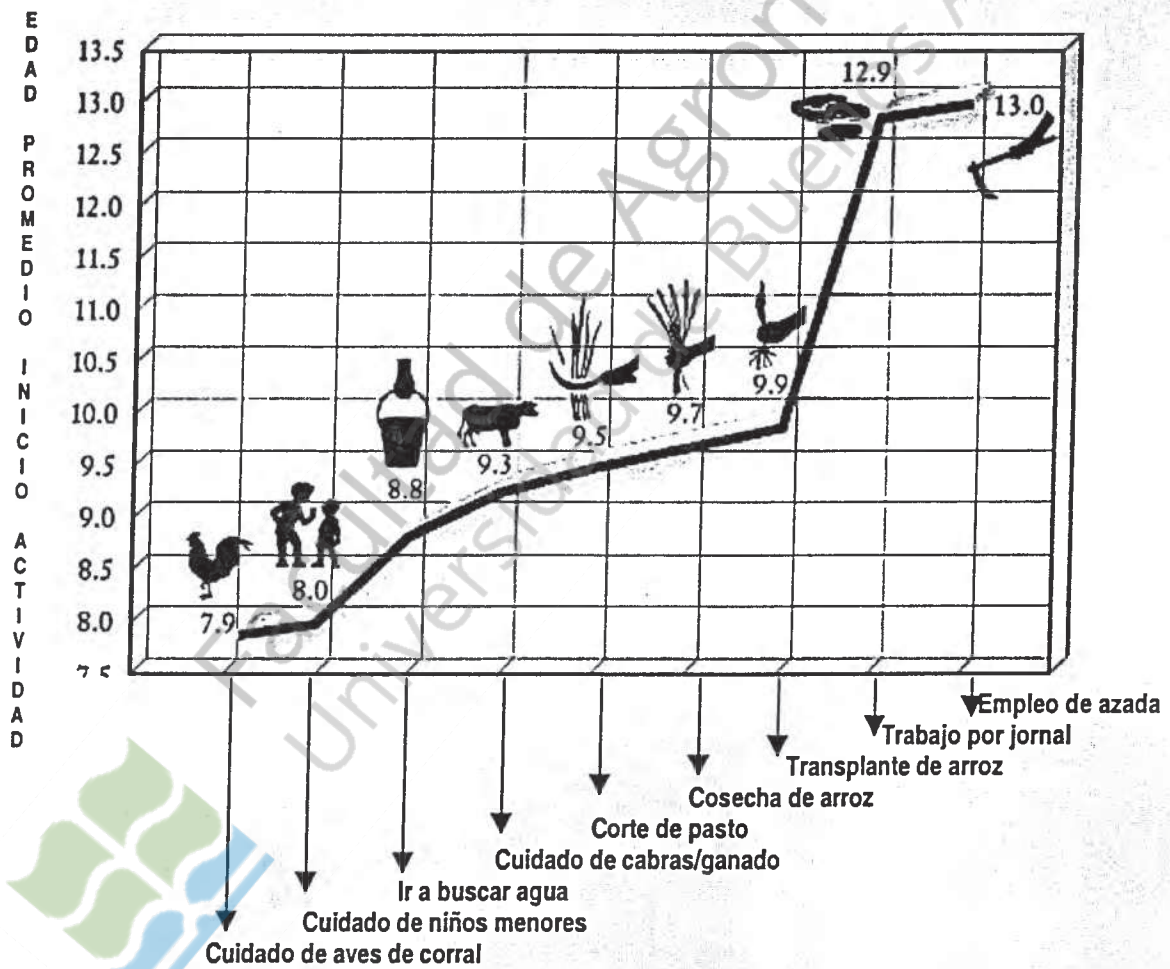 EDAD PROMEDIO INICIO ACTIVIDAD
13.5
13.0
12.5
12.0
11.5
11.0
10.5
10.0
9.5
9.0
8.5
8.0
7.9
8.0
8.8
9.3
9.5
9.7
9.9
12.9
13.0
Empleo de azada
Trabajo por jornal
Transplante de arroz
Cosecha de arroz
Corte de pasto
Cuidado de cabras/ganado
Ir a buscar agua
Cuidado de niños menores
Cuidado de aves de corral
Facultad de Agron
Universidad de Buenos A